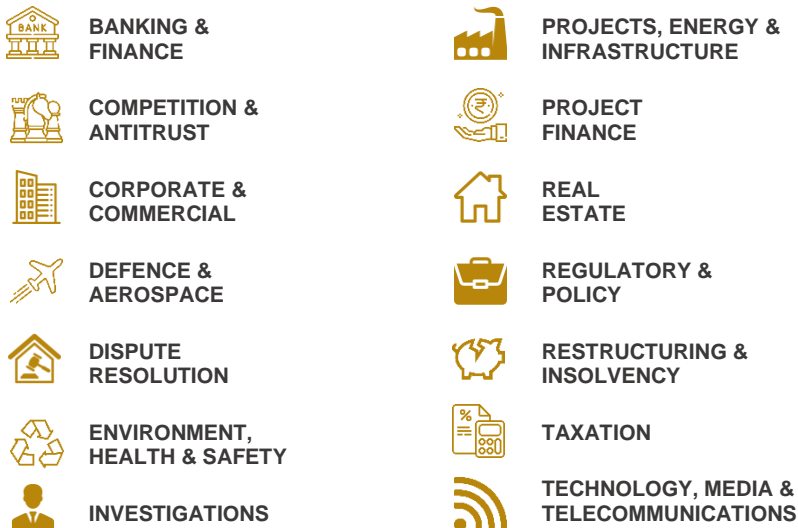 BANK
BANKING &
FINANCE
COMPETITION &
ANTITRUST
CORPORATE &
COMMERCIAL
DEFENCE &
AEROSPACE
DISPUTE
RESOLUTION
ENVIRONMENT,
HEALTH & SAFETY
INVESTIGATIONS
PROJECTS, ENERGY &
INFRASTRUCTURE
₹
PROJECT
FINANCE
REAL
ESTATE
REGULATORY &
POLICY
RESTRUCTURING &
INSOLVENCY
%
TAXATION
TECHNOLOGY, MEDIA &
TELECOMMUNICATIONS